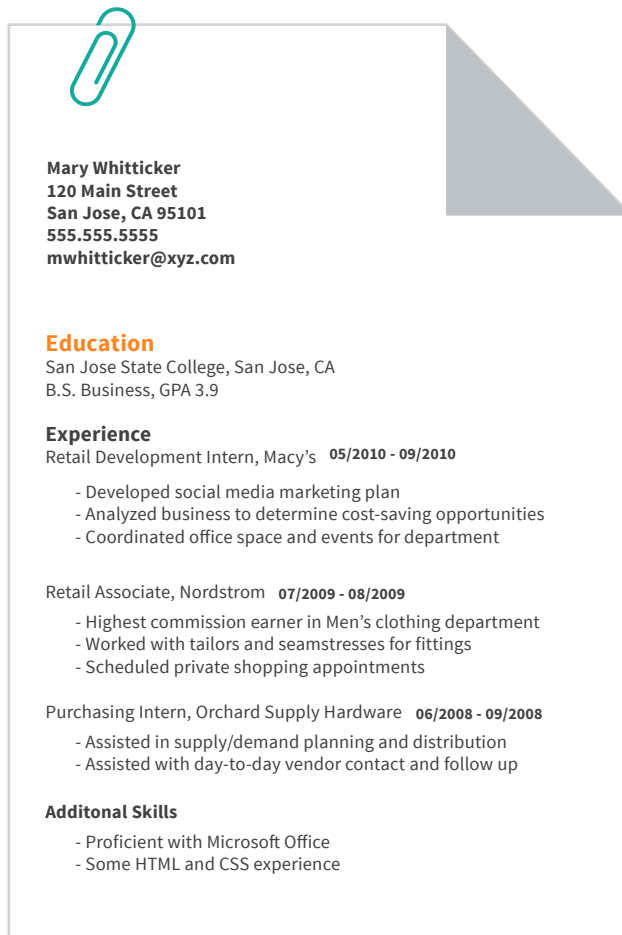 Mary Whitticker
120 Main Street
San Jose, CA 95101
555.555.5555
mwhitticker@xyz.com
Education
San Jose State College, San Jose, CA
B.S. Business, GPA 3.9
Experience
Retail Development Intern, Macy’s 05/2010 - 09/2010
- Developed social media marketing plan
- Analyzed business to determine cost-saving opportunities
- Coordinated office space and events for department
Retail Associate, Nordstrom 07/2009 - 08/2009
- Highest commission earner in Men’s clothing department
- Worked with tailors and seamstresses for fittings
- Scheduled private shopping appointments
Purchasing Intern, Orchard Supply Hardware 06/2008 - 09/2008
- Assisted in supply/demand planning and distribution
- Assisted with day-to-day vendor contact and follow up
Additonal Skills
- Proficient with Microsoft Office
- Some HTML and CSS experience